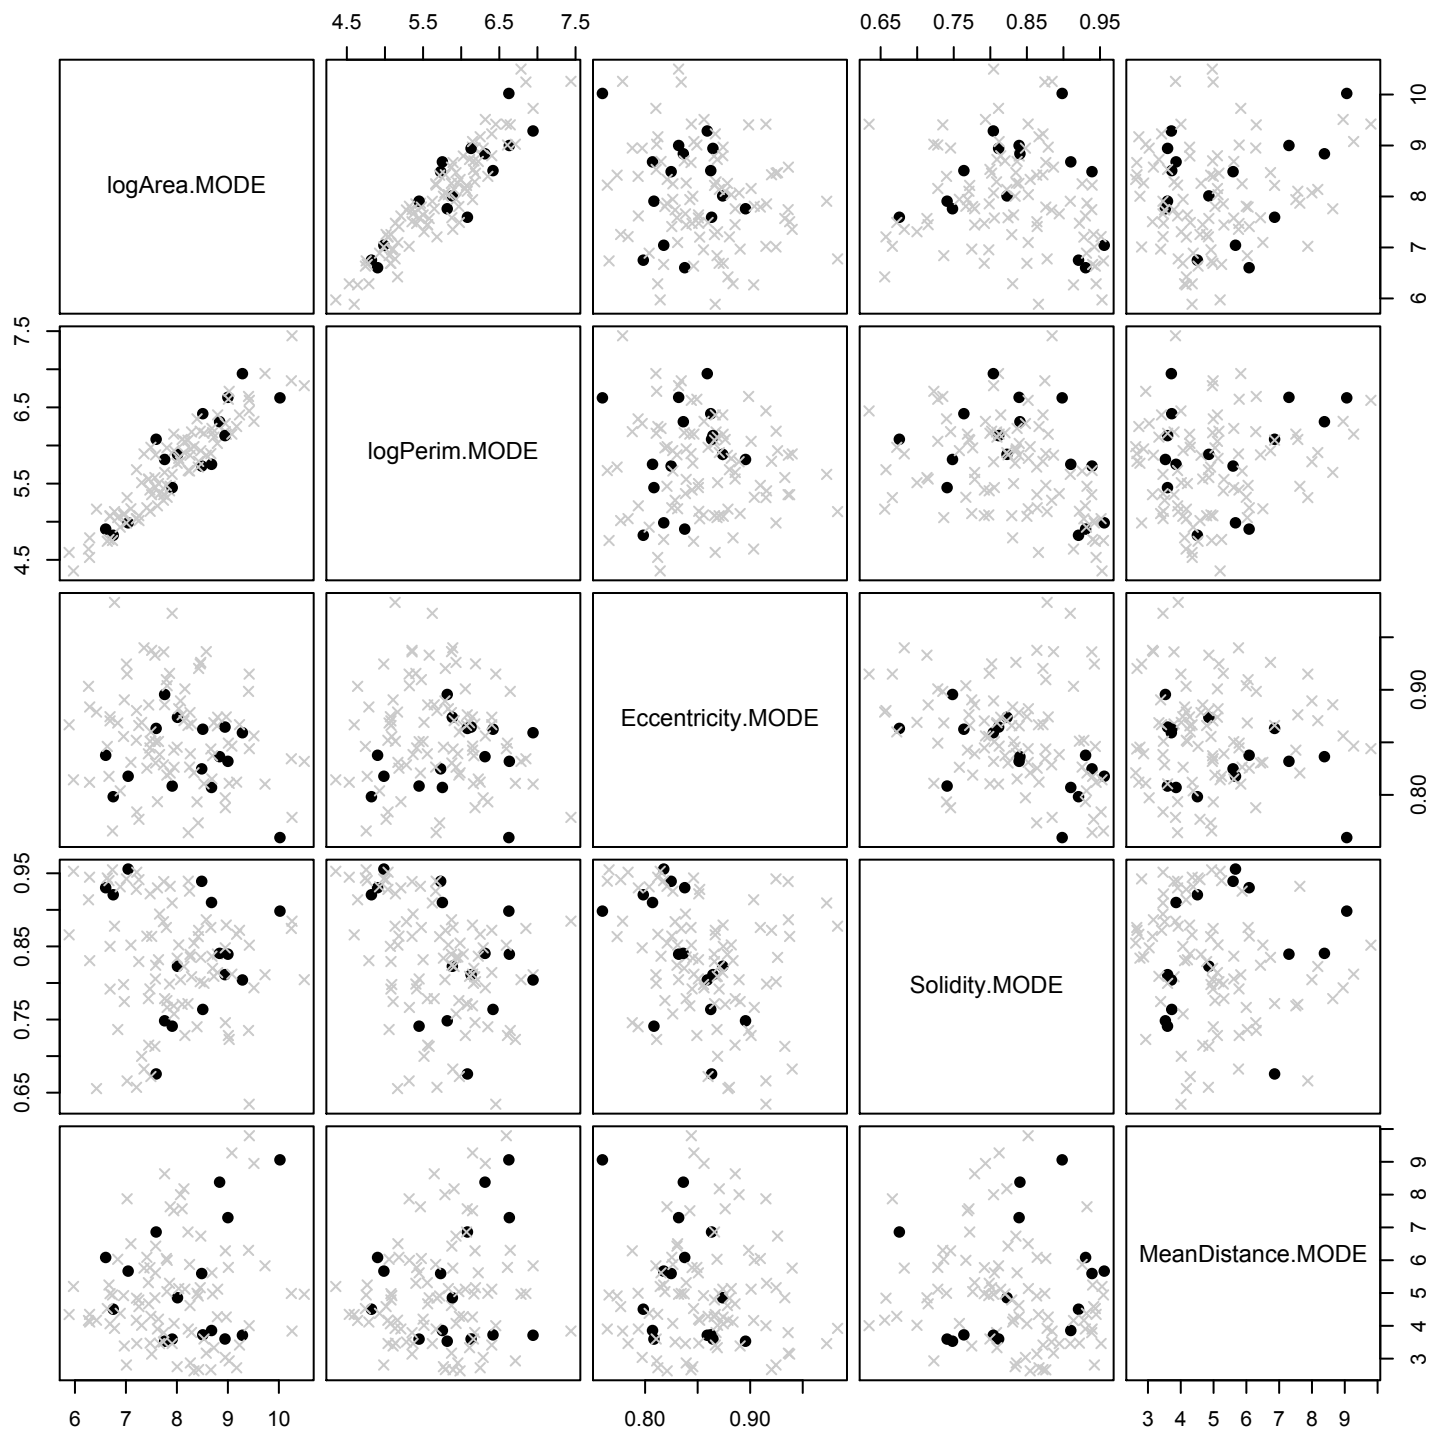 4.5 5.5 6.5 7.5 0.65 0.75 0.85 0.95
logArea.MODE
6 7 8 9 10
4.5 5.5 6.5 7.5
logPerim.MODE
Eccentricity.MODE
0.80 0.90
0.65 0.75 0.85 0.95
Solidity.MODE
MeanDistance.MODE
3 4 5 6 7 8 9
6 7 8 9 10 0.80 0.90 3 4 5 6 7 8 9